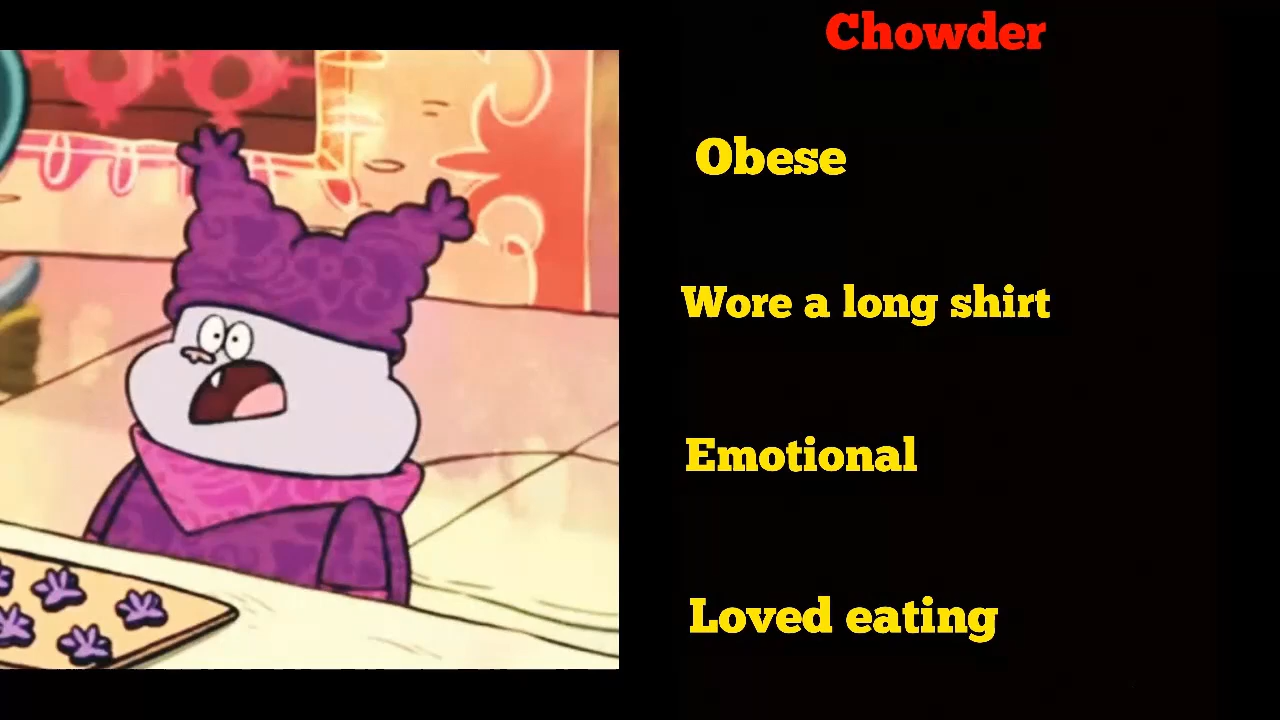 Chowder
Obese
Wore a long shirt
Emotional
Loved eating